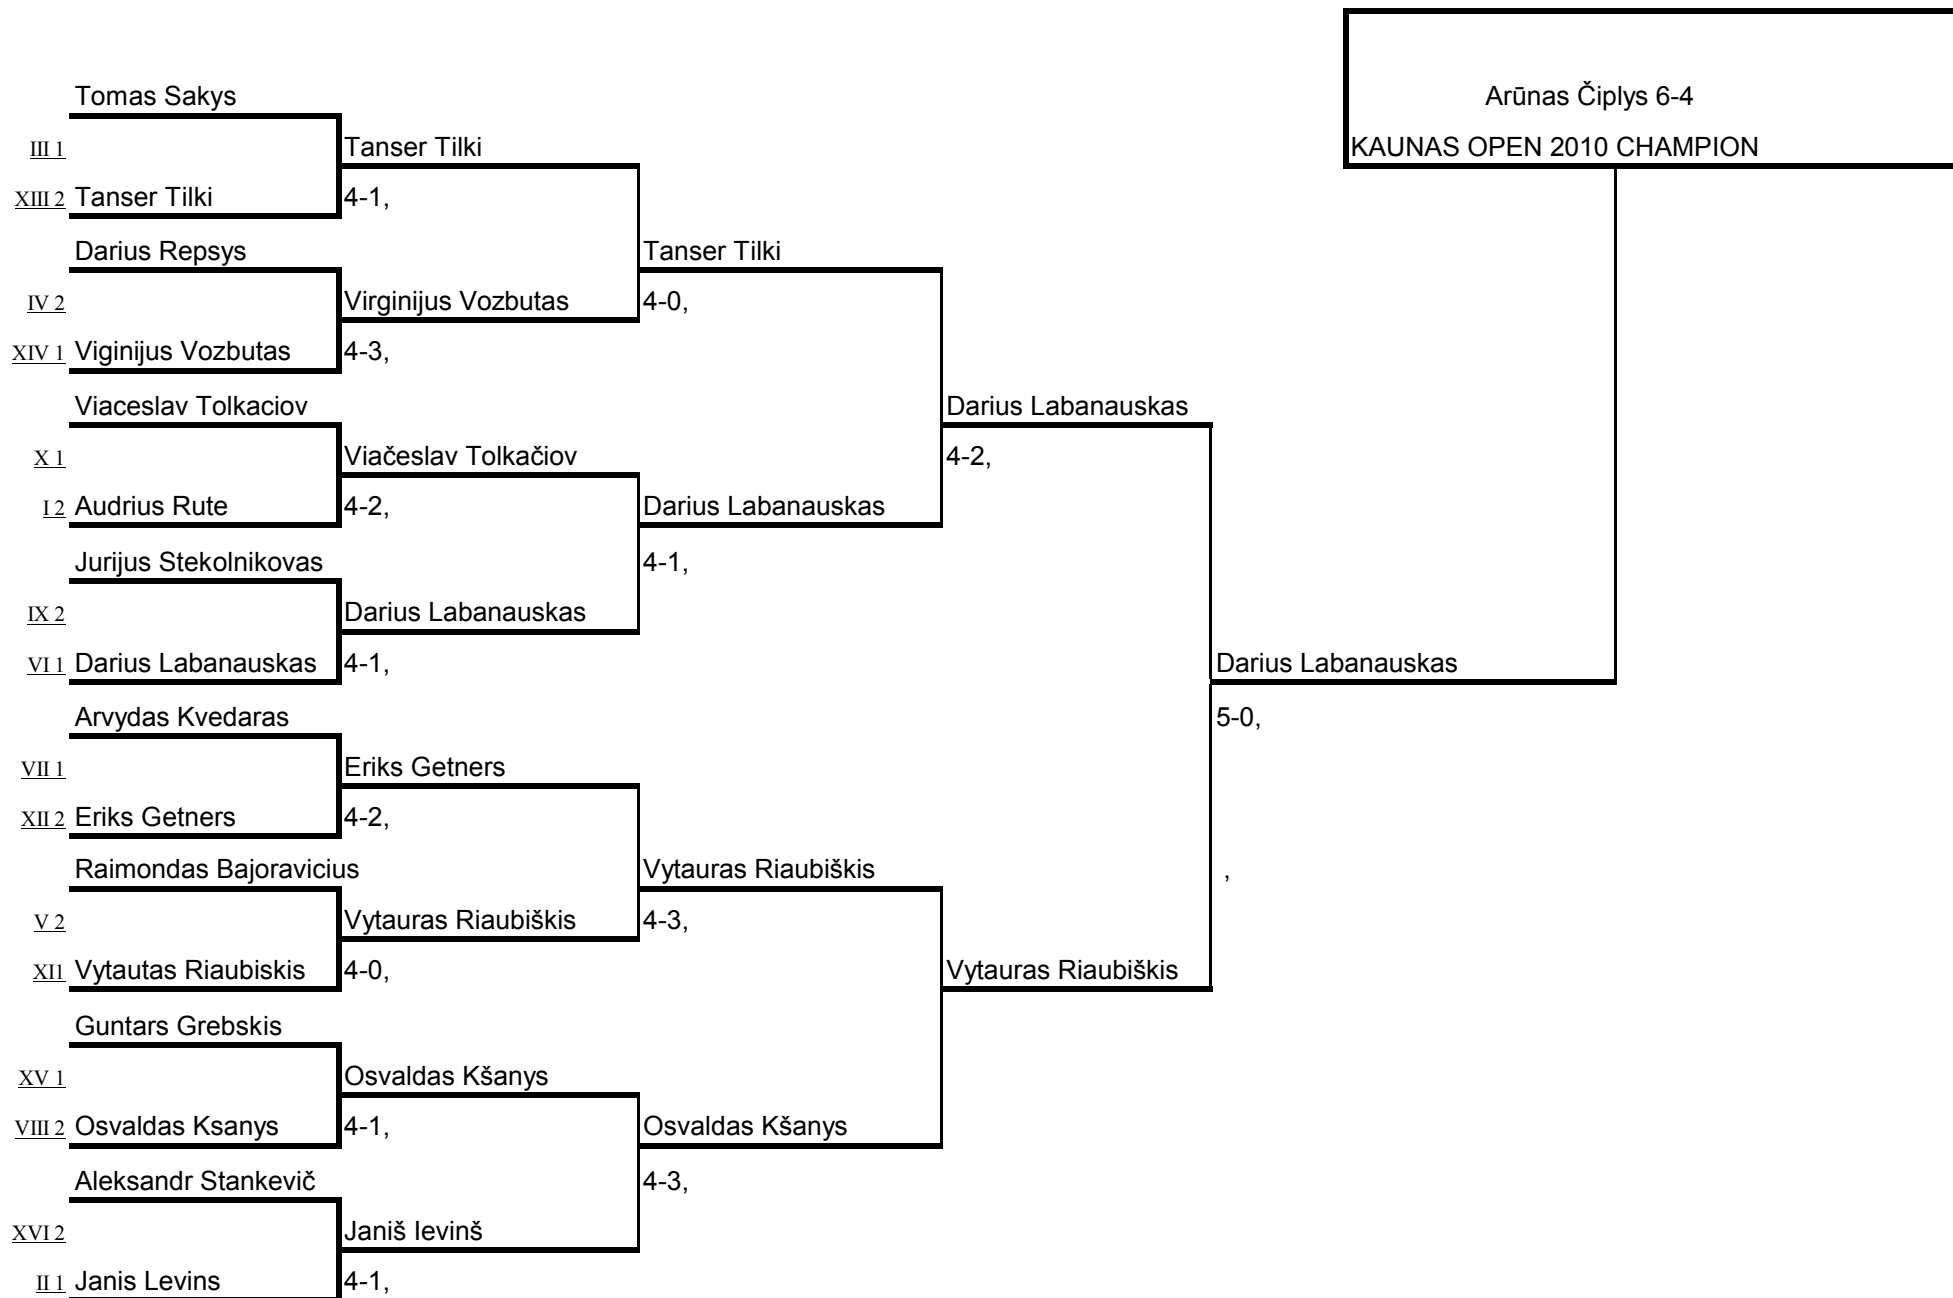 Tomas Sakys
Arūnas Čiplys 6-4
III 1
Tanser Tilki
KAUNAS OPEN 2010 CHAMPION
XIII 2 Tanser Tilki
4-1,
Darius Repsys
Tanser Tilki
IV 2
Virginijus Vozbutas
4-0,
XIV 1 Viginijus Vozbutas
4-3,
Viaceslav Tolkaciov
Darius Labanauskas
X 1
Viačeslav Tolkačiov
4-2,
I 2 Audrius Rute
4-2,
Darius Labanauskas
Jurijus Stekolnikovas
4-1,
IX 2
Darius Labanauskas
VI 1 Darius Labanauskas
4-1,
Darius Labanauskas
Arvydas Kvedaras
5-0,
VII 1
Eriks Getners
XII 2 Eriks Getners
4-2,
Raimondas Bajoravicius
Vytauras Riaubiškis
,
V 2
Vytauras Riaubiškis
4-3,
XI1 Vytautas Riaubiskis
4-0,
Vytauras Riaubiškis
Guntars Grebskis
XV 1
Osvaldas Kšanys
VIII 2 Osvaldas Ksanys
4-1,
Osvaldas Kšanys
Aleksandr Stankevič
4-3,
XVI 2
Janiš Ievinš
II 1 Janis Levins
4-1,